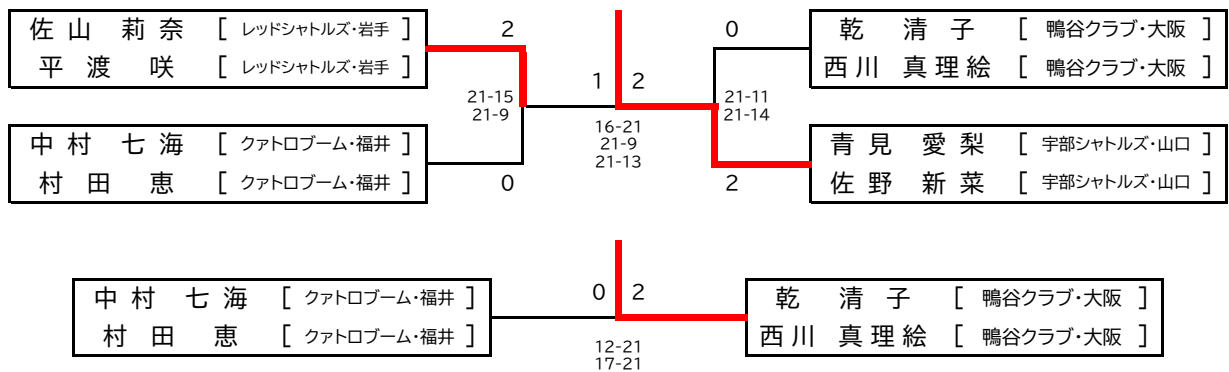 佐山 莉奈 [ レッドシャトルズ・岩手 ]
平渡 咲 [ レッドシャトルズ・岩手 ]
2
21-15
21-9
中村 七海 [ クァトロブーム・福井 ]
村田 恵 [ クァトロブーム・福井 ]
0
1 2
16-21
21-9
21-13
0
乾 清子 [ 鴨谷クラブ・大阪 ]
西川 真理絵 [ 鴨谷クラブ・大阪 ]
21-11
21-14
青見 愛梨 [ 宇部シャトルズ・山口 ]
佐野 新菜 [ 宇部シャトルズ・山口 ]
2
中村 七海 [ クァトロブーム・福井 ]
村田 恵 [ クァトロブーム・福井 ]
0 2
12-21
17-21
乾 清子 [ 鴨谷クラブ・大阪 ]
西川 真理絵 [ 鴨谷クラブ・大阪 ]